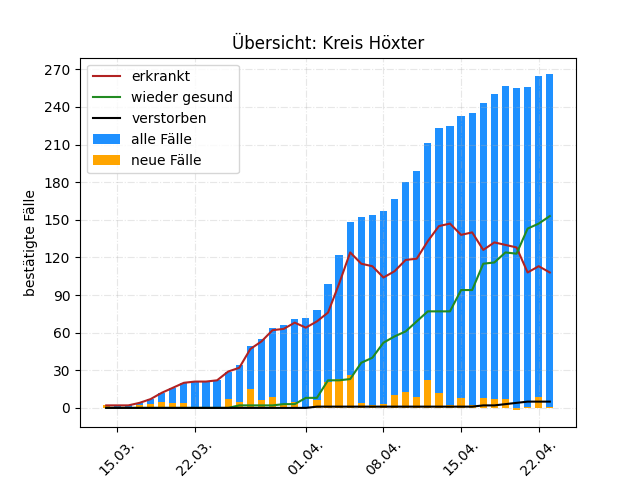 Übersicht: Kreis Höxter
erkrankt
wieder gesund
verstorben
alle Fälle
neue Fälle
bestätigte Fälle
270
240
210
180
150
120
90
60
30
0
15.03.
22.03.
01.04.
08.04.
15.04.
22.04.